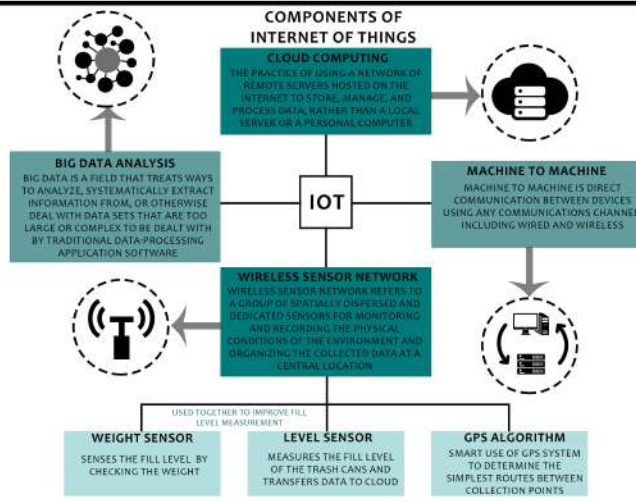 COMPONENTS OF
INTERNET OF THINGS
CLOUD COMPUTING
THE PRACTICE OF USING A NETWORK OF
REMOTE SERVERS HOSTED ON THE
INTERNET TO STORE, MANAGE, AND
PROCESS DATA, RATHER THAN A LOCAL
SERVER OR A PERSONAL COMPUTER
BIG DATA ANALYSIS
BIG DATA IS A FIELD THAT TREATS WAYS
TO ANALYZE, SYSTEMATICALLY EXTRACT
INFORMATION FROM, OR OTHERWISE
DEAL WITH DATA SETS THAT ARE TOO
LARGE OR COMPLEX TO BE DEALT WITH
BY TRADITIONAL DATA-PROCESSING
APPLICATION SOFTWARE
IOT
MACHINE TO MACHINE
MACHINE TO MACHINE IS DIRECT
COMMUNICATION BETWEEN DEVICES
USING ANY COMMUNICATIONS CHANNEL
INCLUDING WIRED AND WIRELESS
WIRELESS SENSOR NETWORK
WIRELESS SENSOR NETWORK REFERS TO
A GROUP OF SPATIALLY DISPERSED AND
DEDICATED SENSORS FOR MONITORING
AND RECORDING THE PHYSICAL
CONDITIONS OF THE ENVIRONMENT AND
ORGANIZING THE COLLECTED DATA AT A
CENTRAL LOCATION
USED TOGETHER TO IMPROVE FILL
LEVEL MEASUREMENT
WEIGHT SENSOR
SENSES THE FILL LEVEL BY
CHECKING THE WEIGHT
LEVEL SENSOR
MEASURES THE FILL LEVEL
OF THE TRASH CANS AND
TRANSFERS DATA TO CLOUD
GPS ALGORITHM
SMART USE OF GPS SYSTEM
TO DETERMINE THE
SIMPLEST ROUTES BETWEEN
COLLECTION POINTS